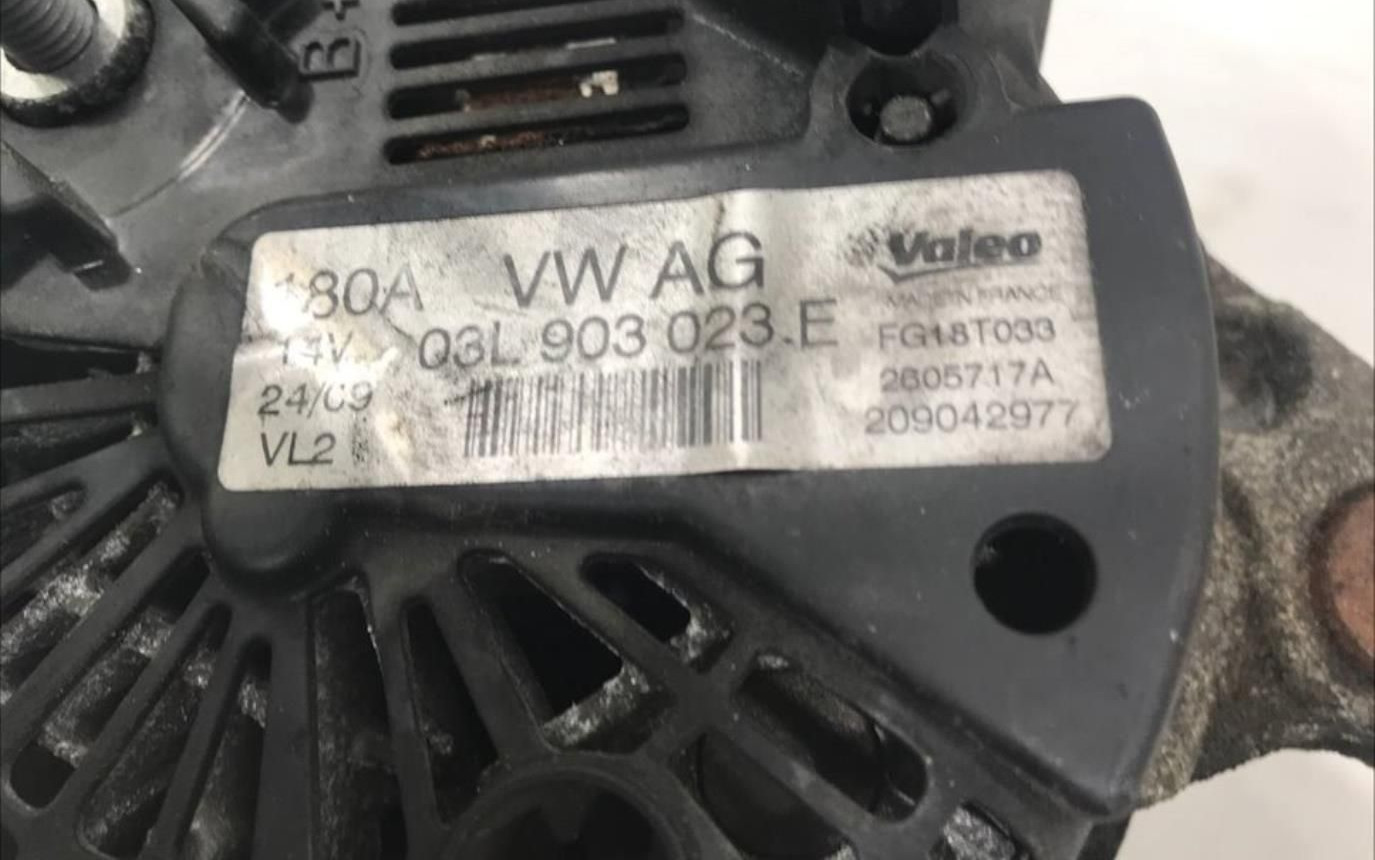 B+
180A VW AG Valeo
MADE IN FRANCE
14V 03L 903 023.E FG18T033
24/09 2605717A
VL2 209042977